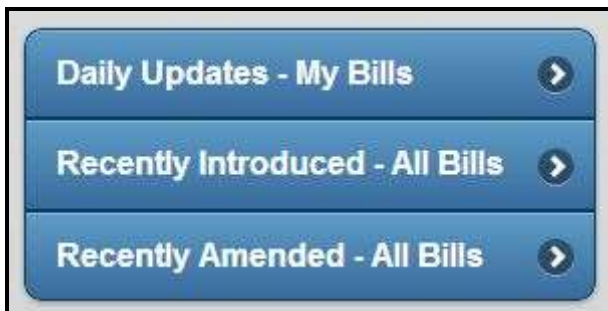 Daily Updates - My Bills
Recently Introduced - All Bills
Recently Amended - All Bills